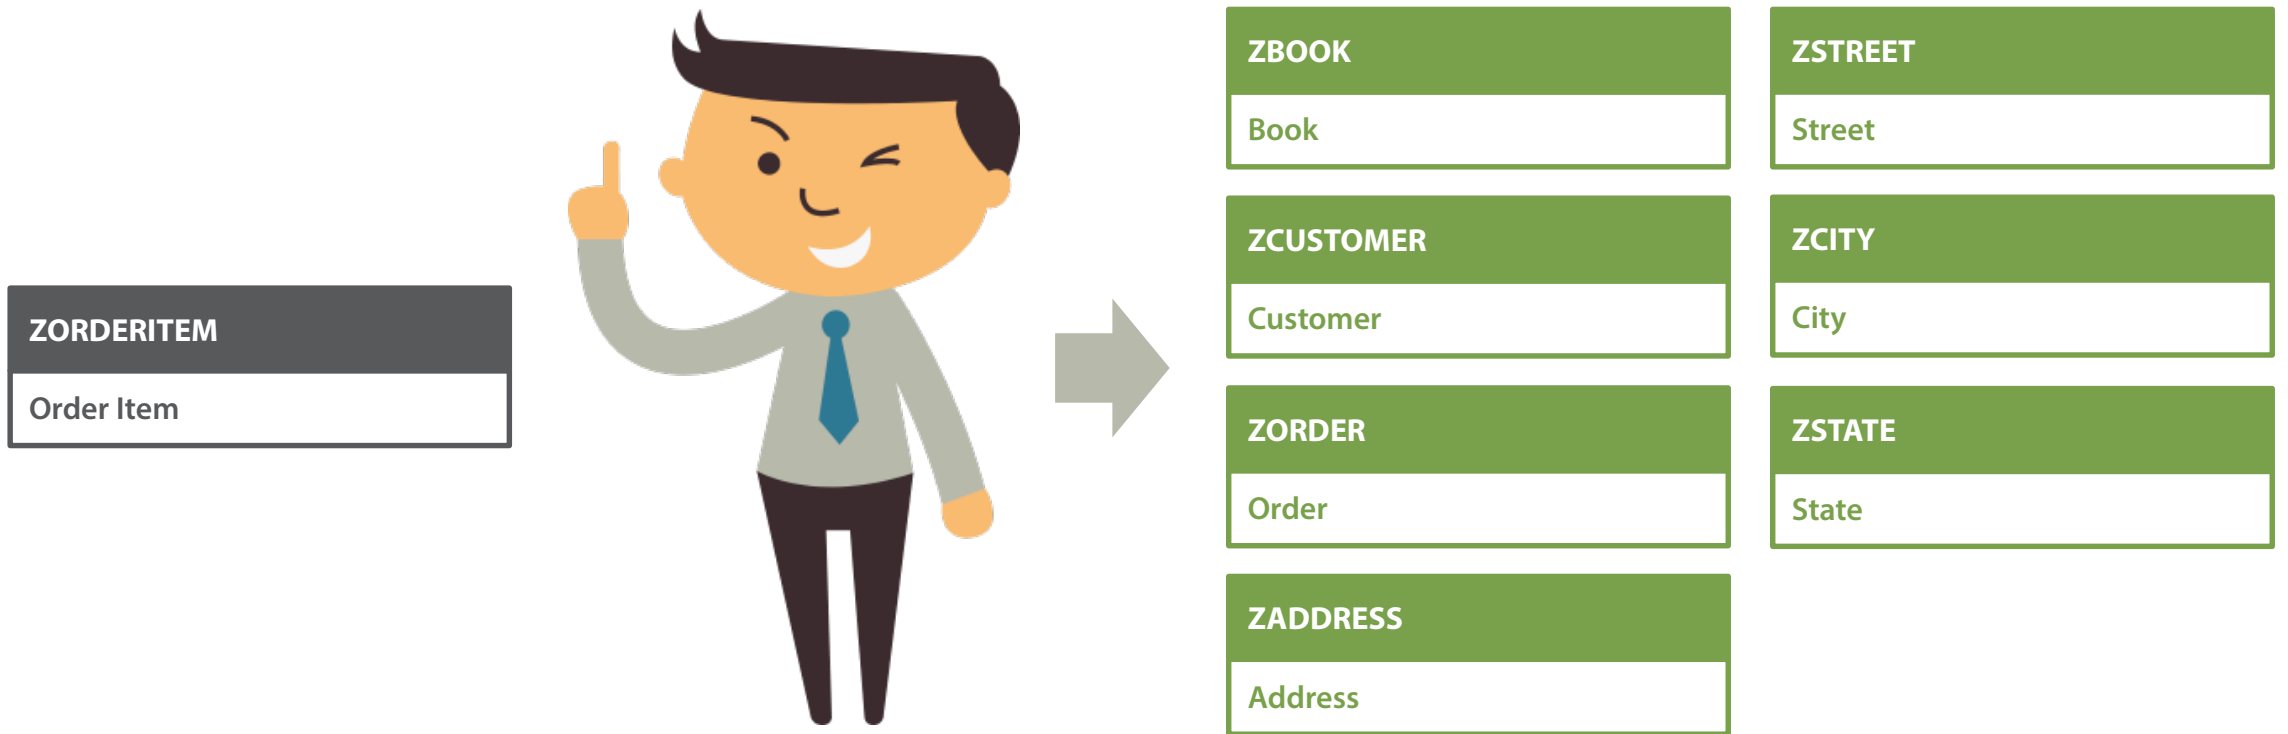 ZORDERITEM
Order Item
ZBOOK
Book
ZCUSTOMER
Customer
ZORDER
Order
ZADDRESS
Address
ZSTREET
Street
ZCITY
City
ZSTATE
State